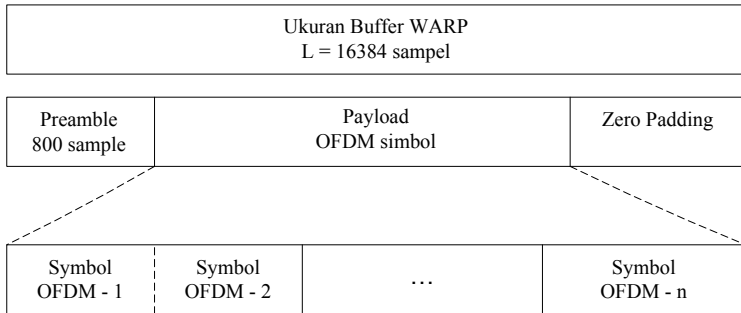 Ukuran Buffer WARP
L = 16384 sampel
Preamble
800 sample
Payload
OFDM simbol
Zero Padding
Symbol
OFDM - 1
Symbol
OFDM - 2
...
Symbol
OFDM - n